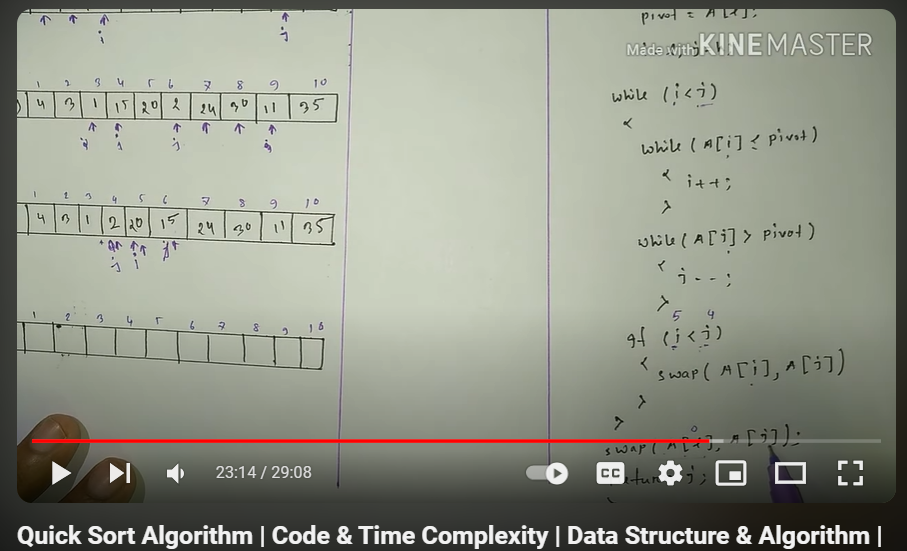 pivot = A[l];
Made with KINEMASTER
i j
1 2 3 4 5 6 7 8 9 10
4 3 1 15 20 2 24 30 11 35
i j j j
1 2 3 4 5 6 7 8 9 10
4 3 1 2 20 15 24 30 11 35
j i j
1 2 3 4 5 6 7 8 9 10
while (i<j)
{
while (A[i] ≤ pivot)
{ i++;
}
while (A[j] > pivot)
{ j--;
}
5 4
if (i<j)
{ swap(A[i], A[j])
}
}
0
swap(A[l], A[j]);
return j;
23:14 / 29:08
CC
Quick Sort Algorithm | Code & Time Complexity | Data Structure & Algorithm |